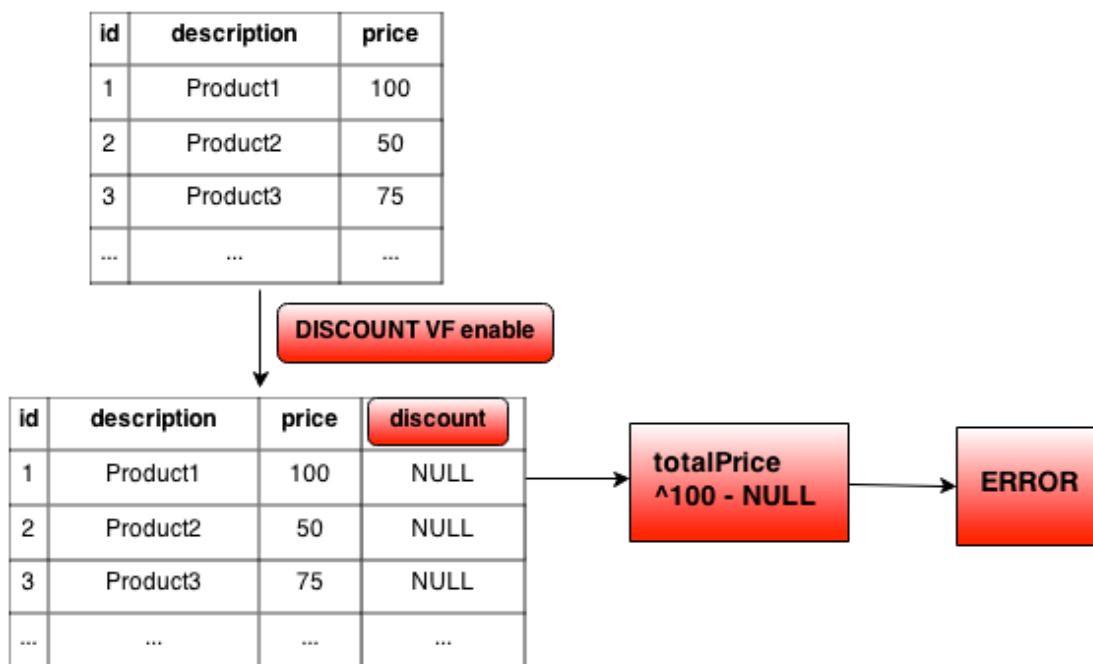 id description price
1 Product1 100
2 Product2 50
3 Product3 75
... ... ...
DISCOUNT VF enable
id description price discount
1 Product1 100 NULL
2 Product2 50 NULL
3 Product3 75 NULL
... ... ... ...
totalPrice
^100 - NULL
ERROR